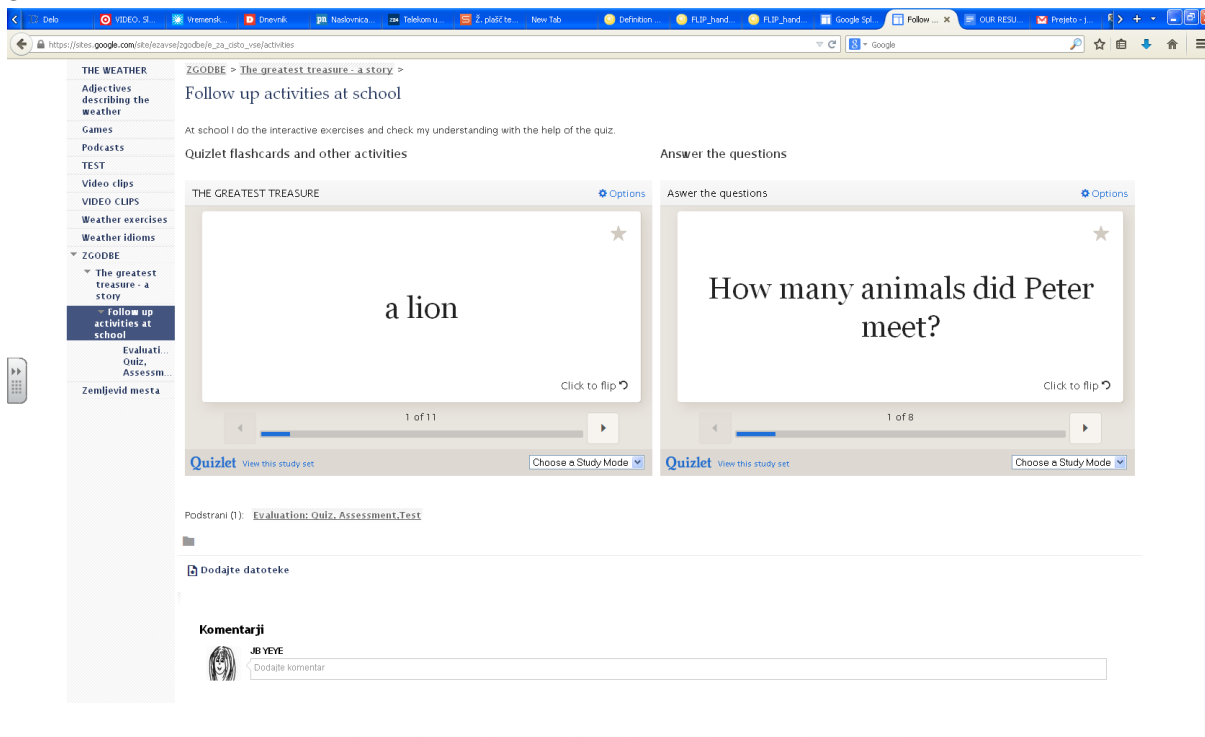 Delo
VIDEO. Sl...
Vremensk...
Dnevnik
Naslovnica...
Telekom u...
Ž. plašč te...
New Tab
Definition ...
FLIP_hand...
FLIP_hand...
Google Spl...
Follow ...
OUR RESU...
Prejeto - j...
https://sites.google.com/site/ezavse/zgodbe/e_za_cisto_vse/activities
Google
THE WEATHER
Adjectives
describing the
weather
Games
Podcasts
TEST
Video clips
VIDEO CLIPS
Weather exercises
Weather idioms
ZGODBE
The greatest
treasure - a
story
Follow up
activities at
school
Evaluati...
Quiz,
Assessm...
Zemljevid mesta
ZGODBE > The greatest treasure - a story >
Follow up activities at school
At school I do the interactive exercises and check my understanding with the help of the quiz.
Quizlet flashcards and other activities
THE GREATEST TREASURE
Options
a lion
Click to flip
1 of 11
Quizlet View this study set
Choose a Study Mode
Answer the questions
Aswer the questions
Options
How many animals did Peter
meet?
Click to flip
1 of 8
Quizlet View this study set
Choose a Study Mode
Podstrani (1): Evaluation: Quiz, Assessment,Test
Dodajte datoteke
Komentarji
JB YEYE
Dodajte komentar